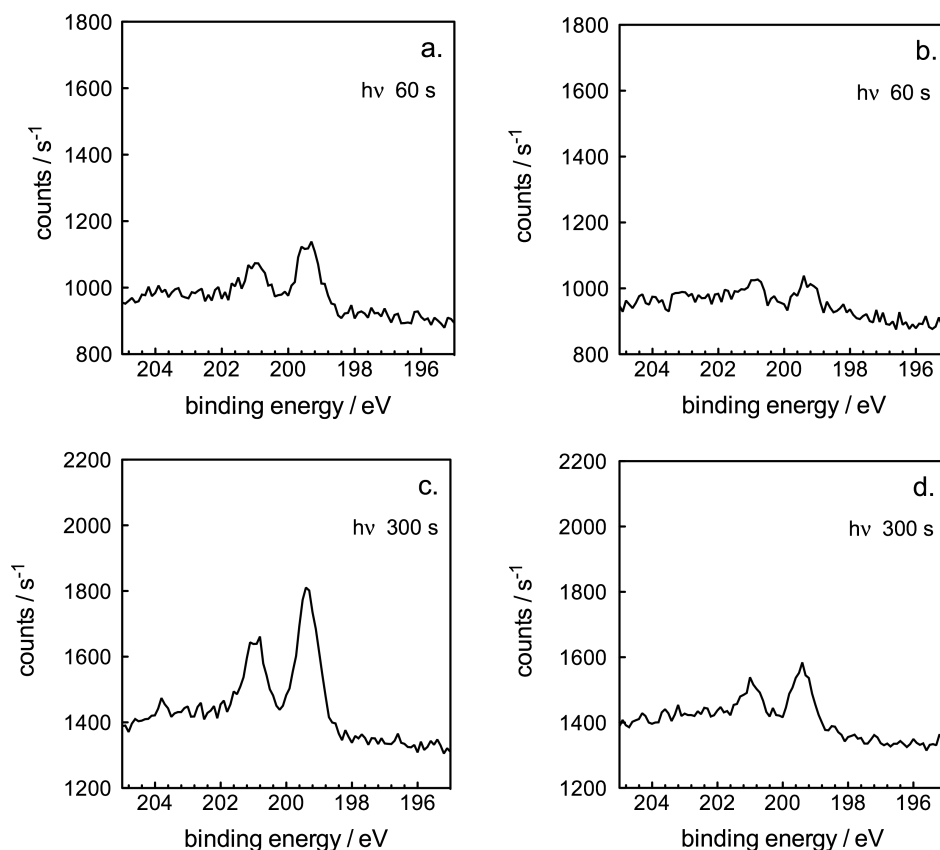 a.
hν 60 s
1800
1600
1400
1200
1000
800
counts / s⁻¹
204 202 200 198 196
binding energy / eV
b.
hν 60 s
1800
1600
1400
1200
1000
800
counts / s⁻¹
204 202 200 198 196
binding energy / eV
c.
hν 300 s
2200
2000
1800
1600
1400
1200
counts / s⁻¹
204 202 200 198 196
binding energy / eV
d.
hν 300 s
2200
2000
1800
1600
1400
1200
counts / s⁻¹
204 202 200 198 196
binding energy / eV